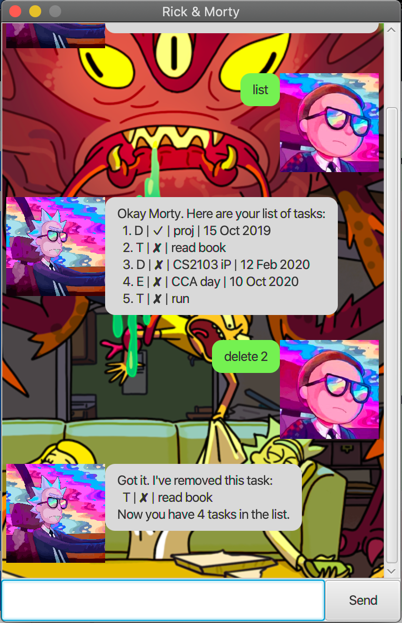 Rick & Morty
list
Okay Morty. Here are your list of tasks:
1. D | ✓ | proj | 15 Oct 2019
2. T | ✘ | read book
3. D | ✘ | CS2103 iP | 12 Feb 2020
4. E | ✘ | CCA day | 10 Oct 2020
5. T | ✘ | run
delete 2
Got it. I've removed this task:
T | ✘ | read book
Now you have 4 tasks in the list.
Send